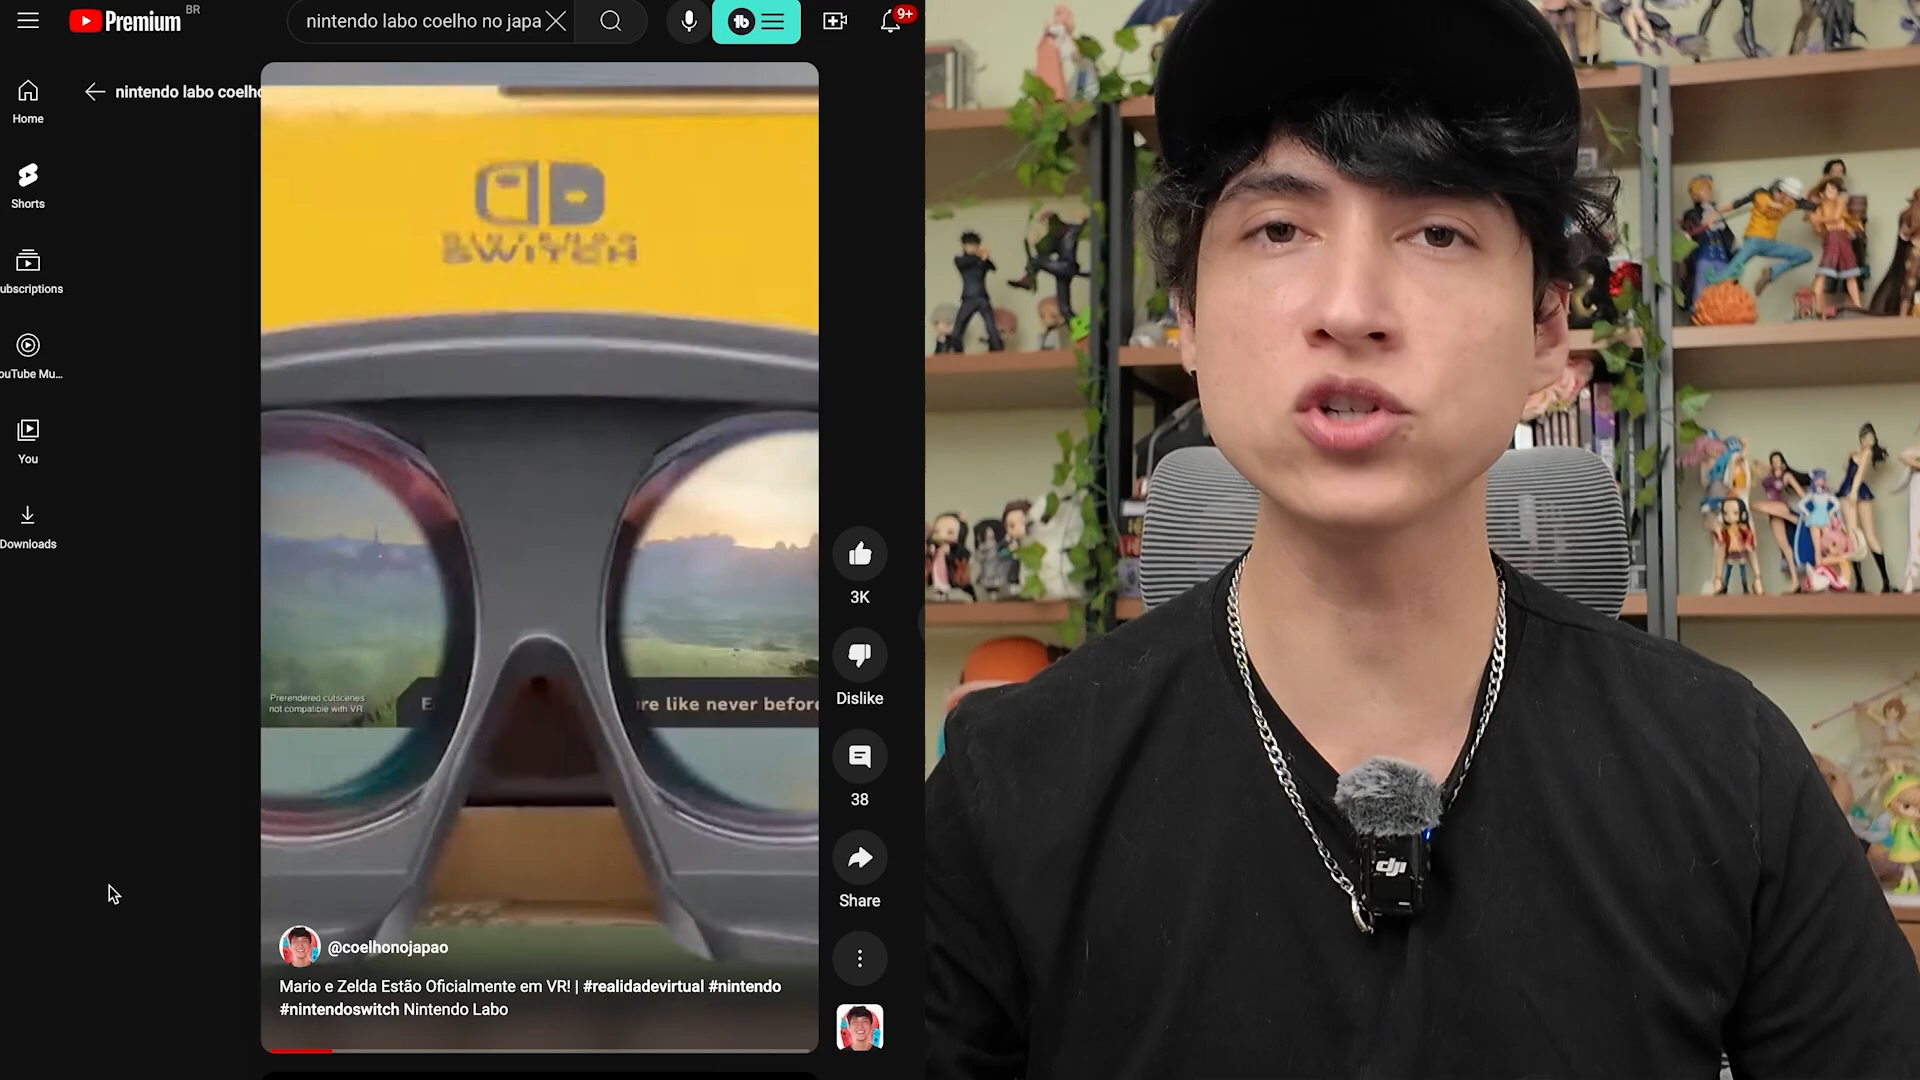 Premium BR
nintendo labo coelho no japa
9+
Home
nintendo labo coelho
Shorts
ubscriptions
ouTube Mu...
You
Downloads
SWITCH
Prerendered cutscenes
not compatible with VR.
E
re like never before
3K
Dislike
38
Share
@coelhonojapao
Mario e Zelda Estão Oficialmente em VR! | #realidadevirtual #nintendo
#nintendoswitch Nintendo Labo
dji